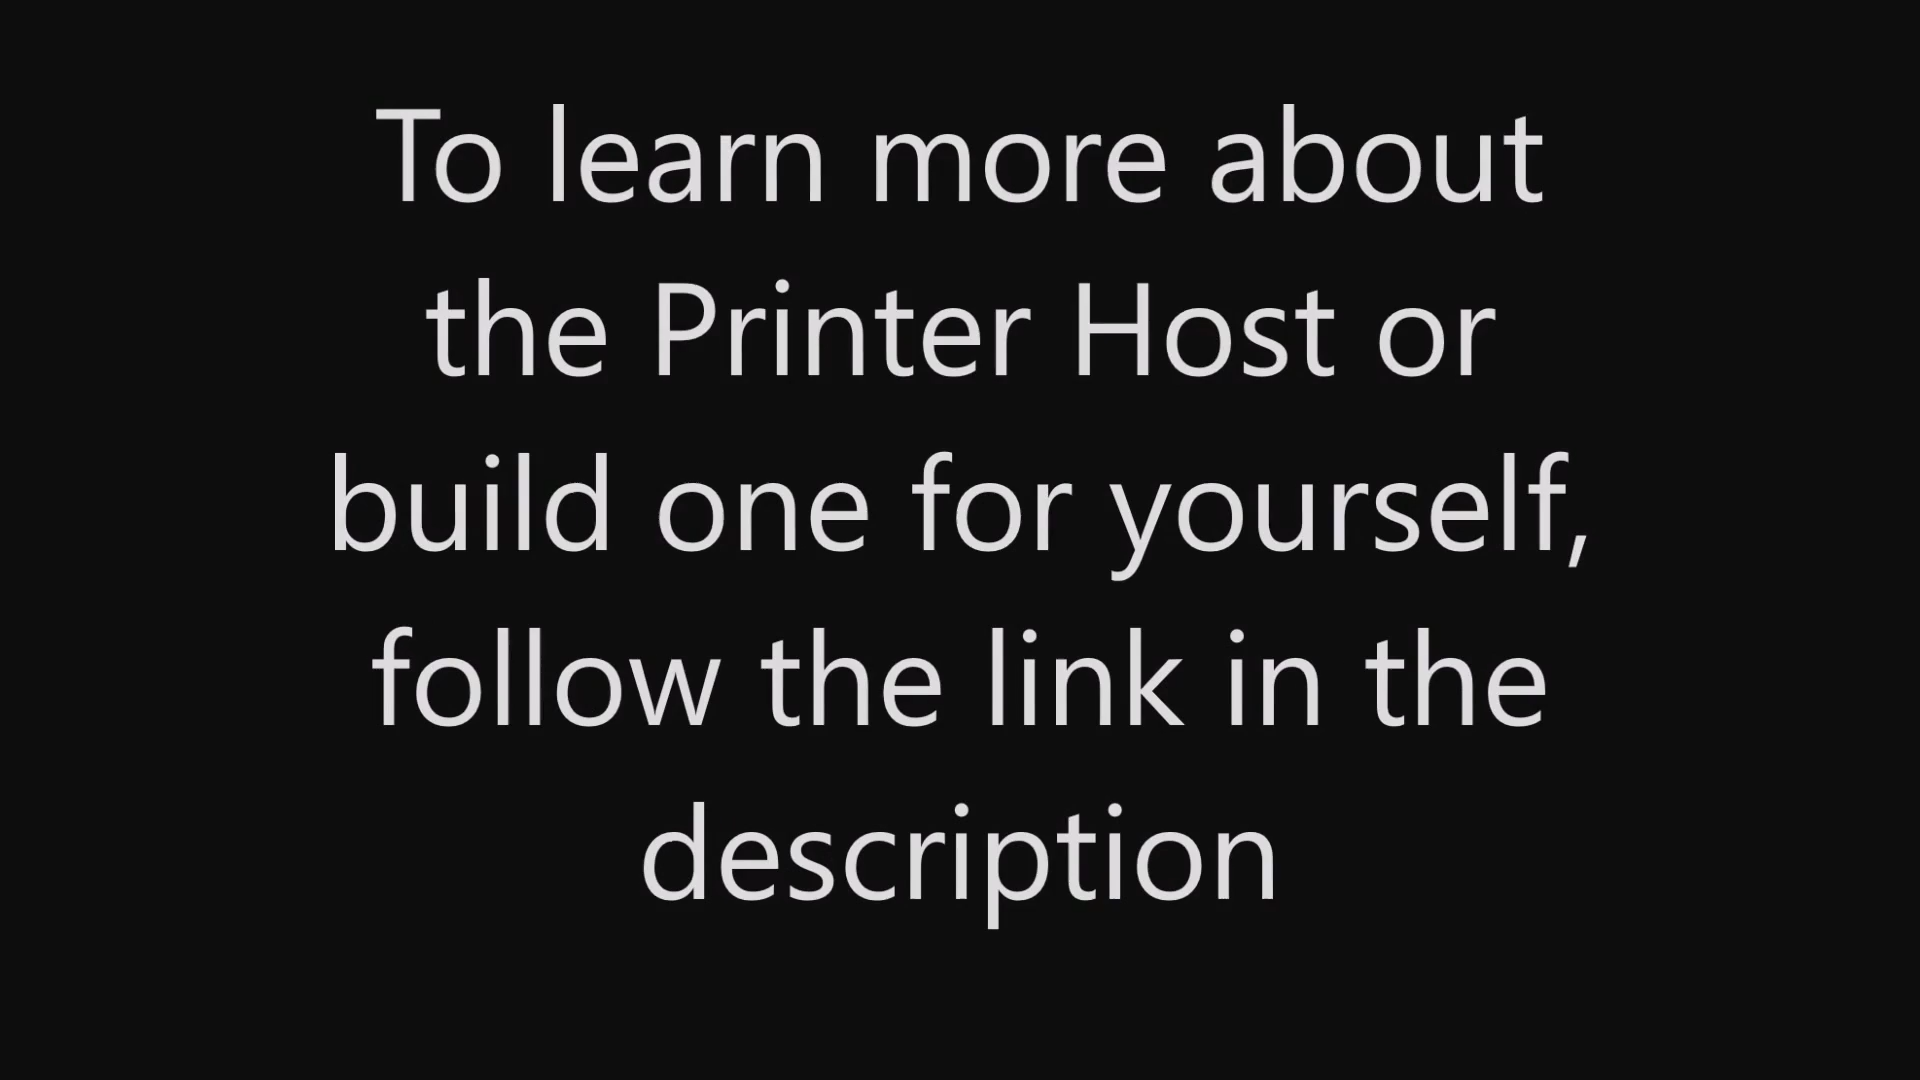 To learn more about
the Printer Host or
build one for yourself,
follow the link in the
description